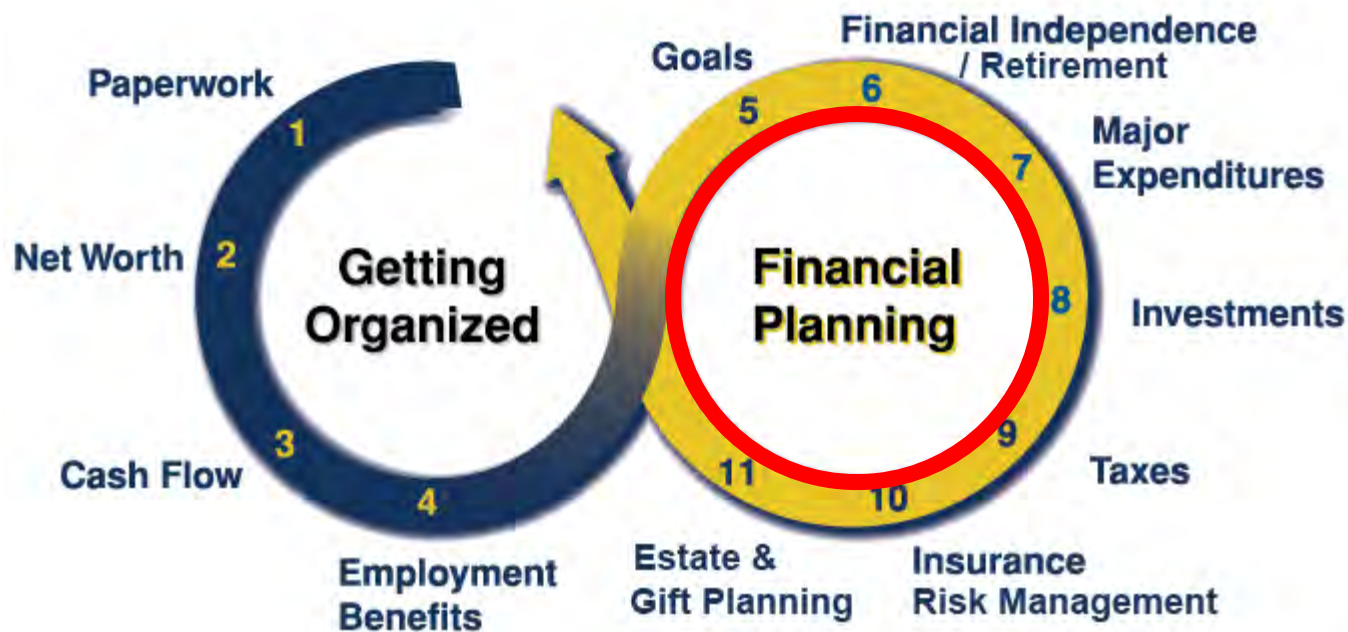 Paperwork
1
Net Worth
2
Getting
Organized
Cash Flow
3
4
Employment
Benefits
Goals
5
Financial Independence
/ Retirement
6
Major
Expenditures
7
Financial
Planning
8
Investments
9
Taxes
10
Insurance
Risk Management
11
Estate &
Gift Planning